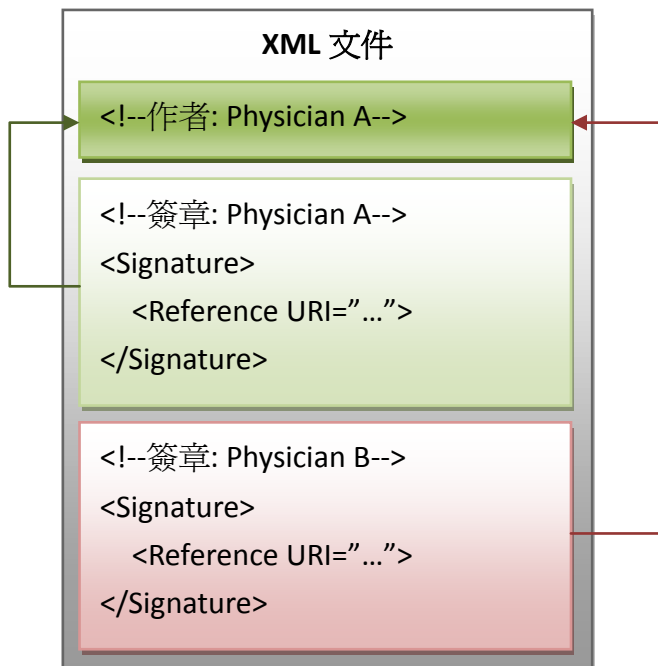 XML 文件
<!--作者: Physician A-->
<!--簽章: Physician A-->
<Signature>
<Reference URI=”…”>
</Signature>
<!--簽章: Physician B-->
<Signature>
<Reference URI=”…”>
</Signature>